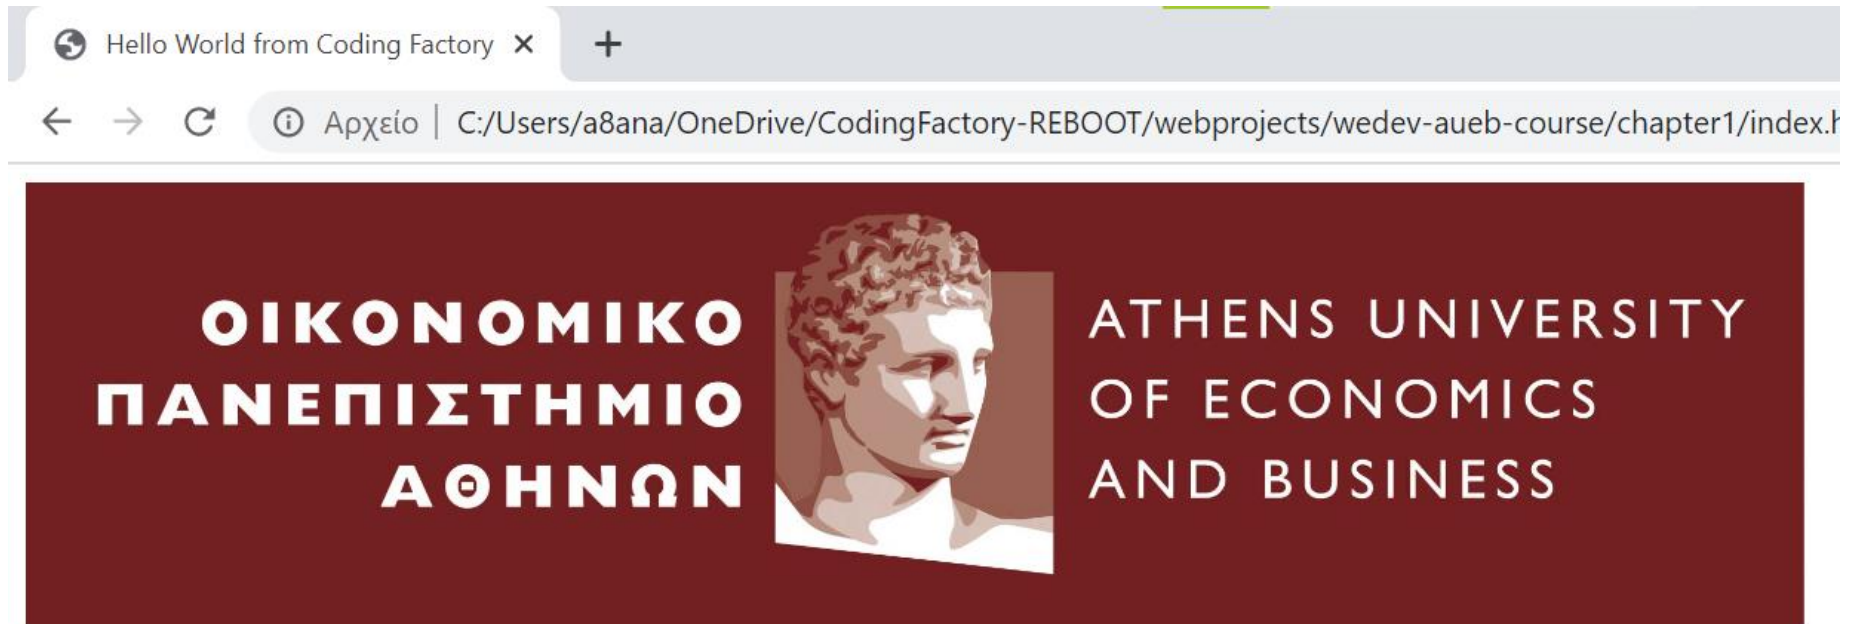 Hello World from Coding Factory
Αρχείο | C:/Users/a8ana/OneDrive/CodingFactory-REBOOT/webprojects/wedev-aueb-course/chapter1/index.h
ΟΙΚΟΝΟΜΙΚΟ
ΠΑΝΕΠΙΣΤΗΜΙΟ
ΑΘΗΝΩΝ
ATHENS UNIVERSITY
OF ECONOMICS
AND BUSINESS